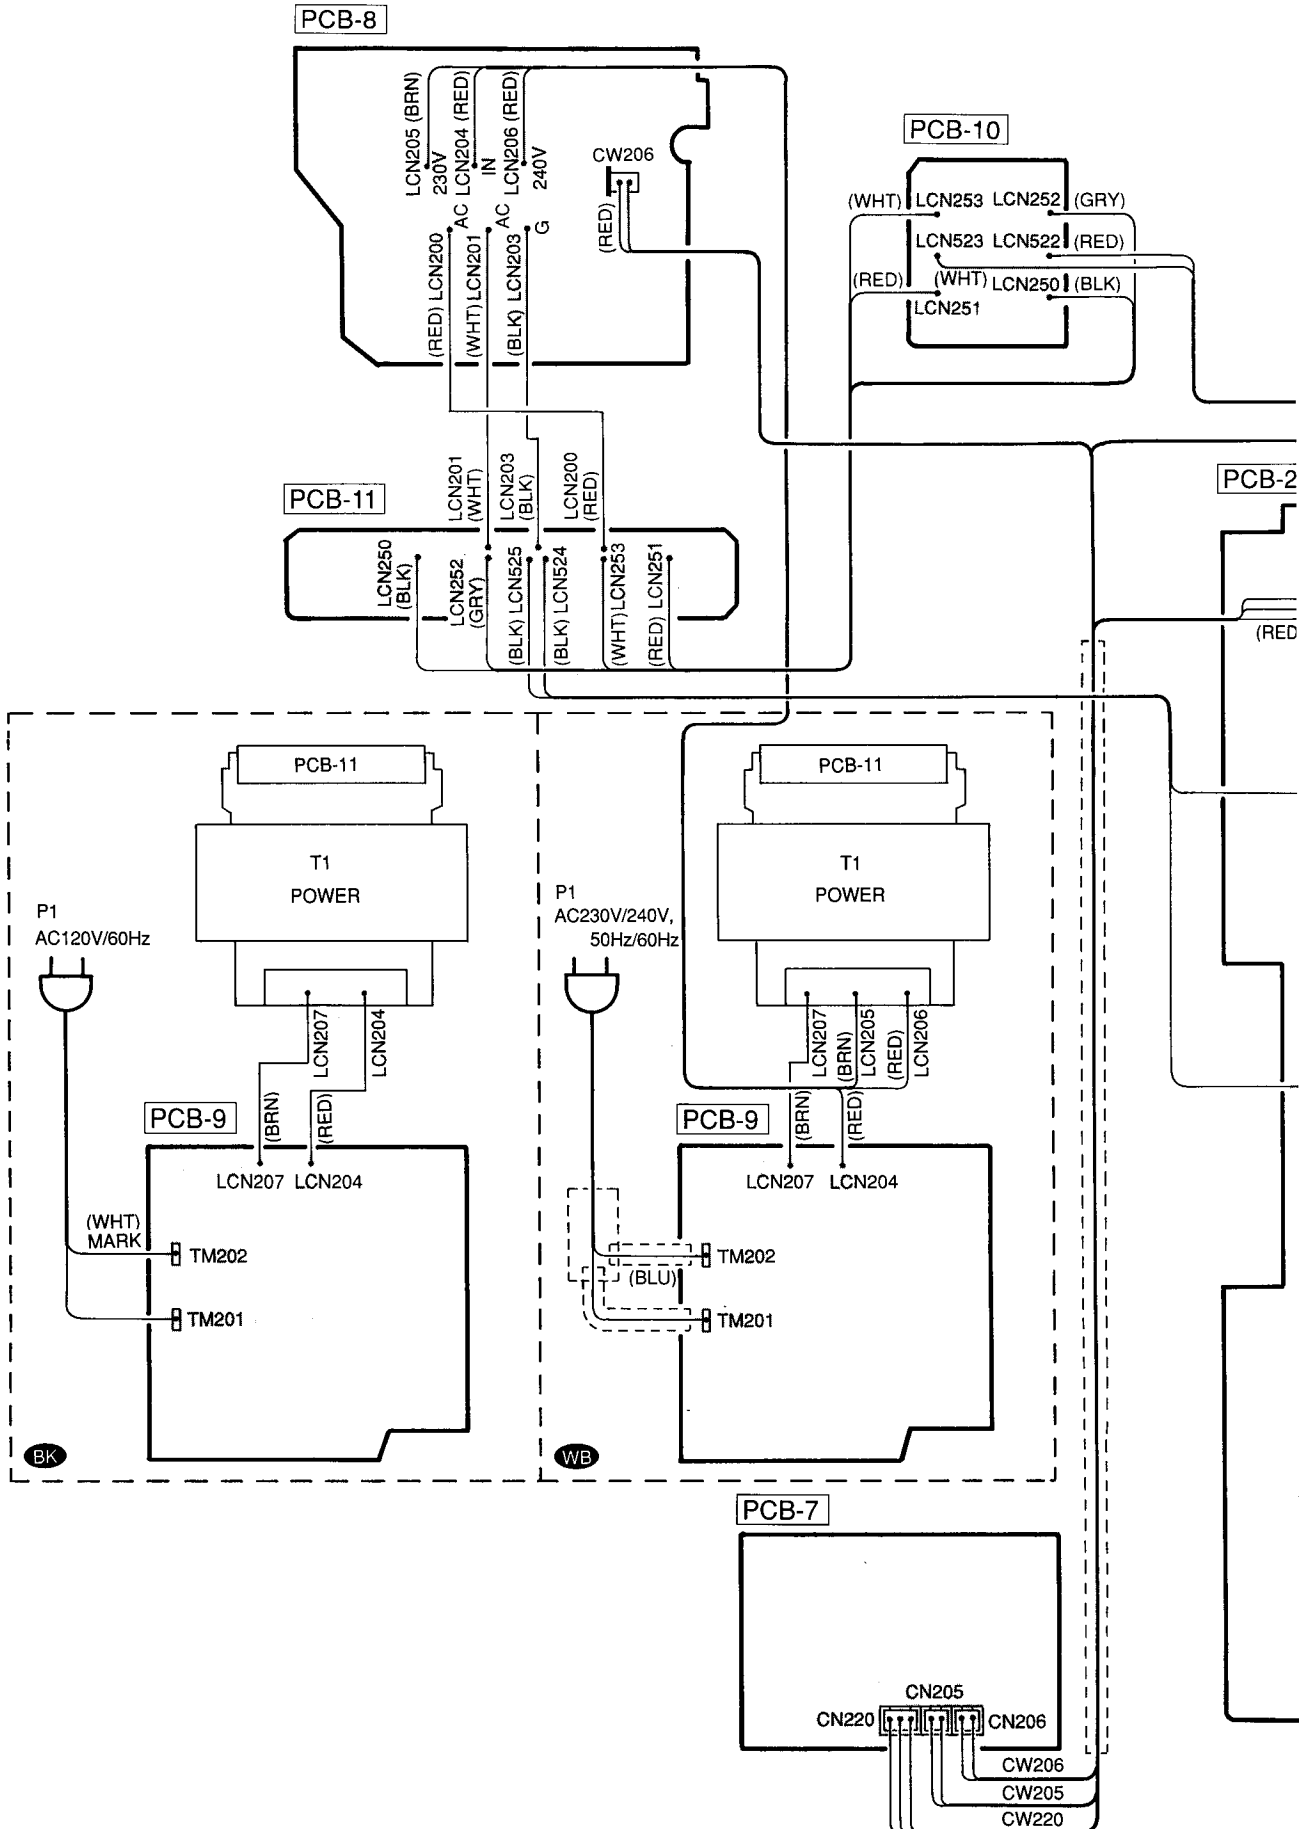 PCB-8
LCN205 (BRN)
230V
LCN204 (RED)
IN
LCN206 (RED)
240V
CW206
(RED)
AC
AC
G
(RED) LCN200
(WHT) LCN201
(BLK) LCN203
PCB-10
(WHT)
LCN253
LCN252
(GRY)
LCN523
LCN522
(RED)
(RED)
(WHT)
LCN250
(BLK)
LCN251
PCB-11
LCN201
(WHT)
LCN203
(BLK)
LCN200
(RED)
LCN250
(BLK)
LCN252
(GRY)
(BLK) LCN525
(BLK) LCN524
(WHT) LCN253
(RED) LCN251
PCB-2
(RED
PCB-11
T1
POWER
P1
AC120V/60Hz
LCN207
LCN204
(BRN)
(RED)
PCB-9
LCN207
LCN204
(WHT)
MARK
TM202
TM201
BK
PCB-11
T1
POWER
P1
AC230V/240V,
50Hz/60Hz
LCN207
(BRN)
LCN205
(RED)
LCN206
(BRN)
(RED)
PCB-9
LCN207
LCN204
TM202
(BLU)
TM201
WB
PCB-7
CN205
CN220
CN206
CW206
CW205
CW220